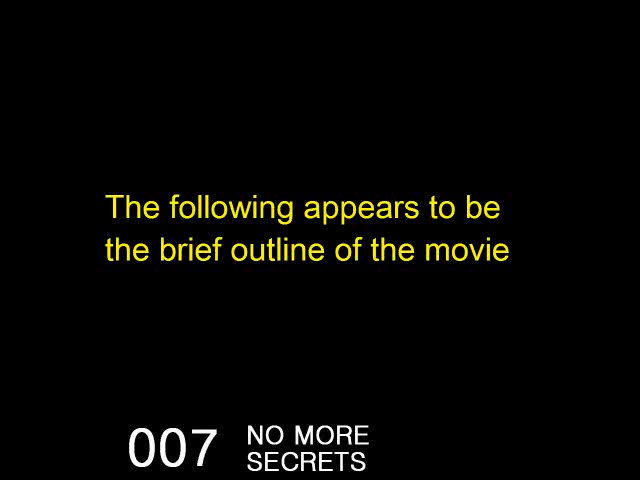 The following appears to be
the brief outline of the movie
007 NO MORE
SECRETS